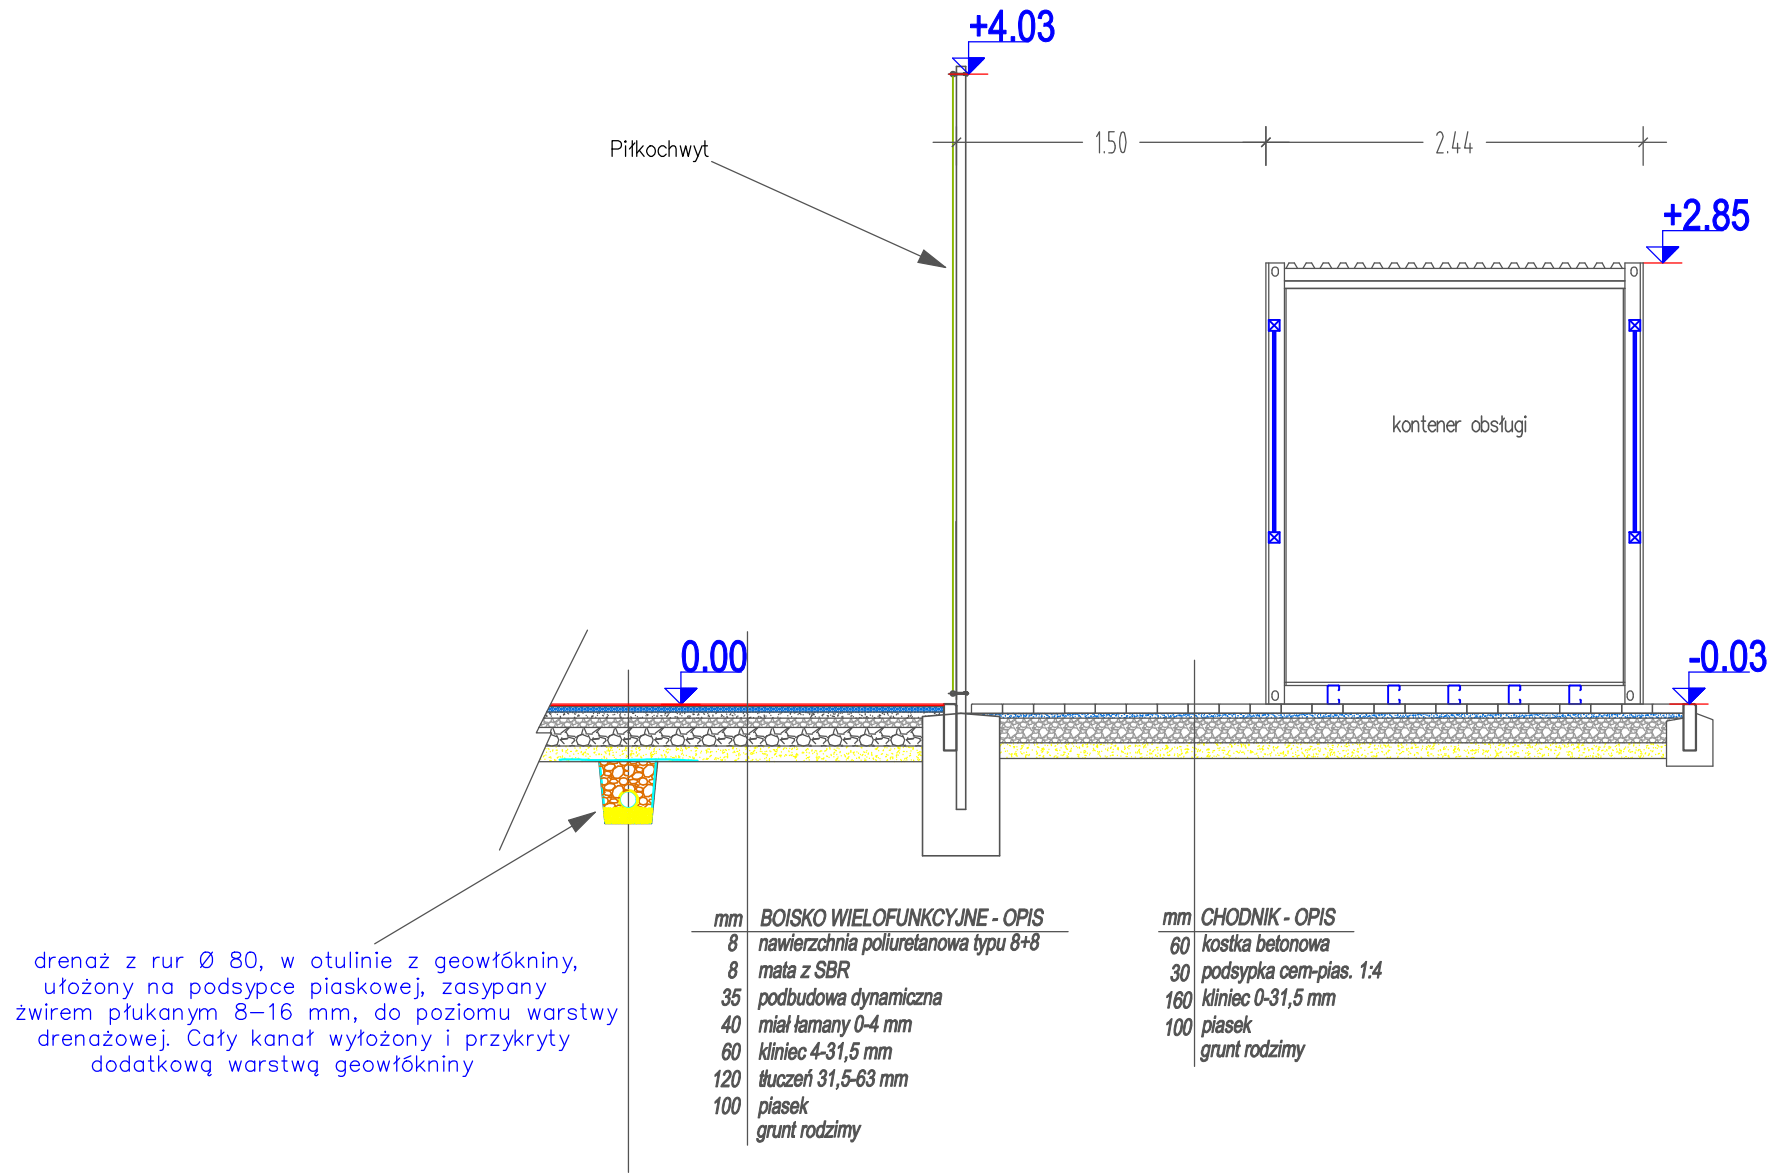 +4.03
Piłkochwyt
1.50
2.44
+2.85
kontener obsługi
0.00
-0.03
mm BOISKO WIELOFUNKCYJNE - OPIS
8 nawierzchnia poliuretanowa typu 8+8
8 mata z SBR
35 podbudowa dynamiczna
40 miał łamany 0-4 mm
60 kliniec 4-31,5 mm
120 tłuczeń 31,5-63 mm
100 piasek
grunt rodzimy
mm CHODNIK - OPIS
60 kostka betonowa
30 podsypka cem-pias. 1:4
160 kliniec 0-31,5 mm
100 piasek
grunt rodzimy
drenaż z rur Ø 80, w otulinie z geowłókniny,
ułożony na podsypce piaskowej, zasypany
żwirem płukanym 8–16 mm, do poziomu warstwy
drenażowej. Cały kanał wyłożony i przykryty
dodatkową warstwą geowłókniny